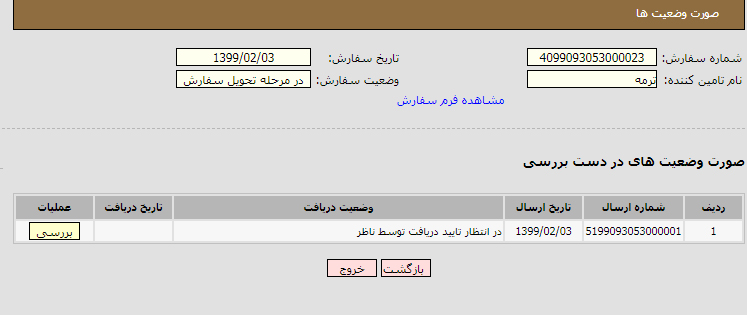 صورت وضعیت ها
شماره سفارش: 4099093053000023 تاریخ سفارش: 1399/02/03
نام تامین کننده: ترمه وضعیت سفارش: در مرحله تحویل سفارش
مشاهده فرم سفارش
صورت وضعیت های در دست بررسی
ردیف شماره ارسال تاریخ ارسال وضعیت دریافت تاریخ دریافت عملیات
1 5199093053000001 1399/02/03 در انتظار تایید دریافت توسط ناظر بررسی
بازگشت خروج